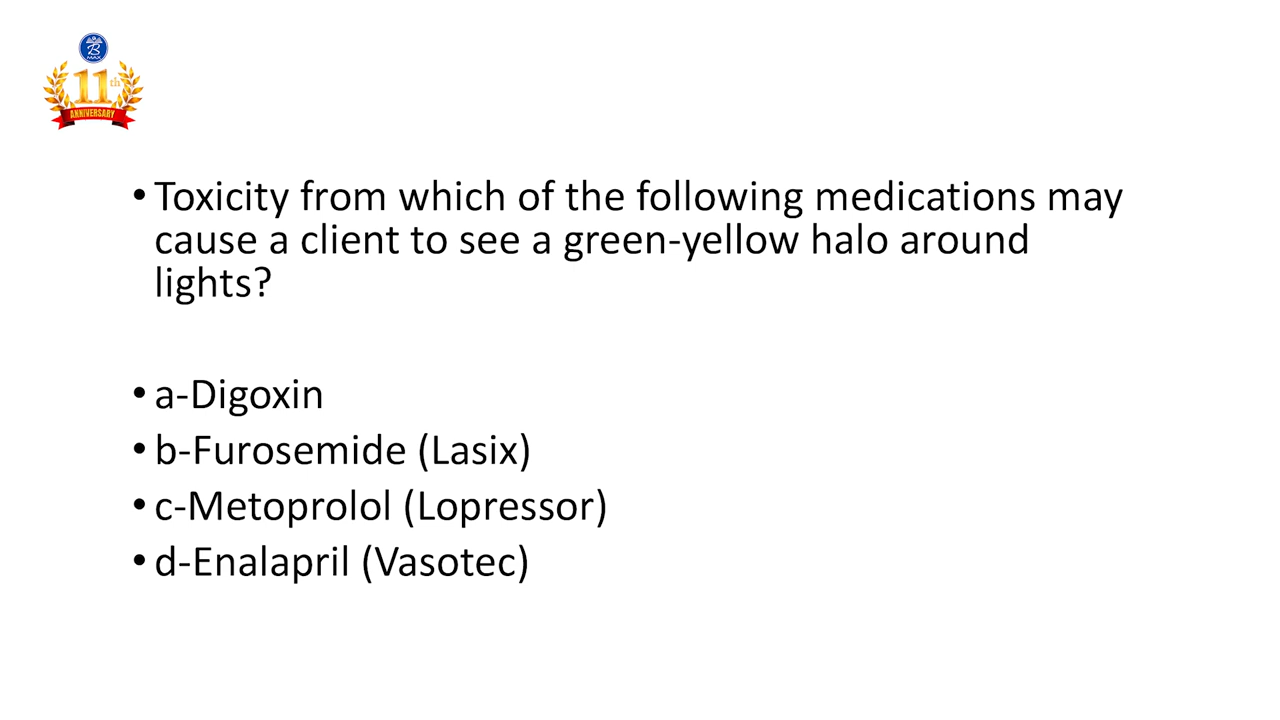 B
MAX
11th
ANNIVERSARY
• Toxicity from which of the following medications may
cause a client to see a green-yellow halo around
lights?
• a-Digoxin
• b-Furosemide (Lasix)
• c-Metoprolol (Lopressor)
• d-Enalapril (Vasotec)